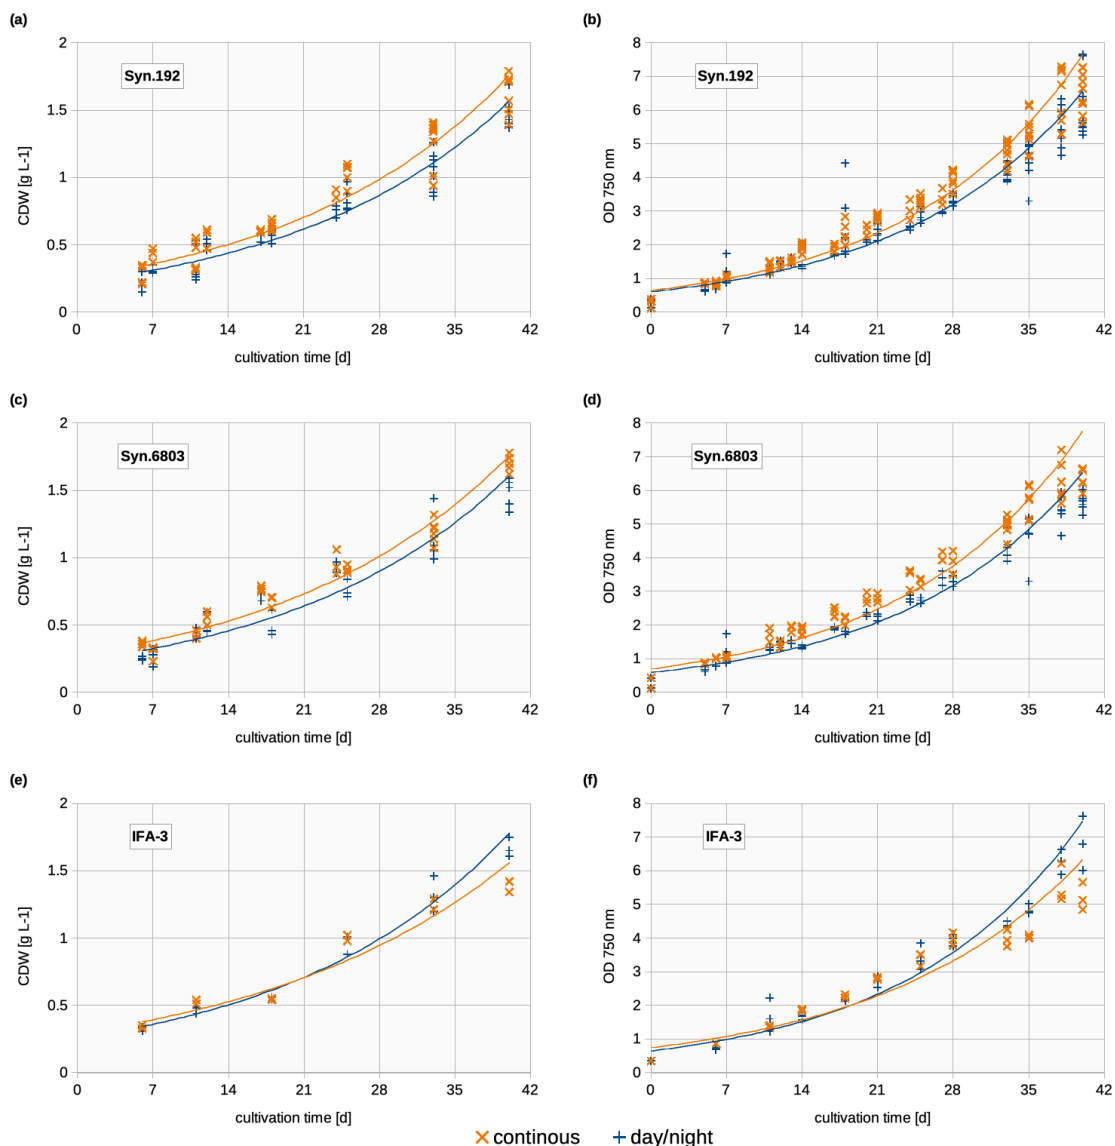 (a)
(b)
Syn.192
Syn.192
CDW [g L-1]
OD 750 nm
2
1.5
1
0.5
0
8
7
6
5
4
3
2
1
0
0 7 14 21 28 35 42
0 7 14 21 28 35 42
cultivation time [d]
cultivation time [d]
(c)
(d)
Syn.6803
Syn.6803
CDW [g L-1]
OD 750 nm
2
1.5
1
0.5
0
8
7
6
5
4
3
2
1
0
0 7 14 21 28 35 42
0 7 14 21 28 35 42
cultivation time [d]
cultivation time [d]
(e)
(f)
IFA-3
IFA-3
CDW [g L-1]
OD 750 nm
2
1.5
1
0.5
0
8
7
6
5
4
3
2
1
0
0 7 14 21 28 35 42
0 7 14 21 28 35 42
cultivation time [d]
cultivation time [d]
continous day/night